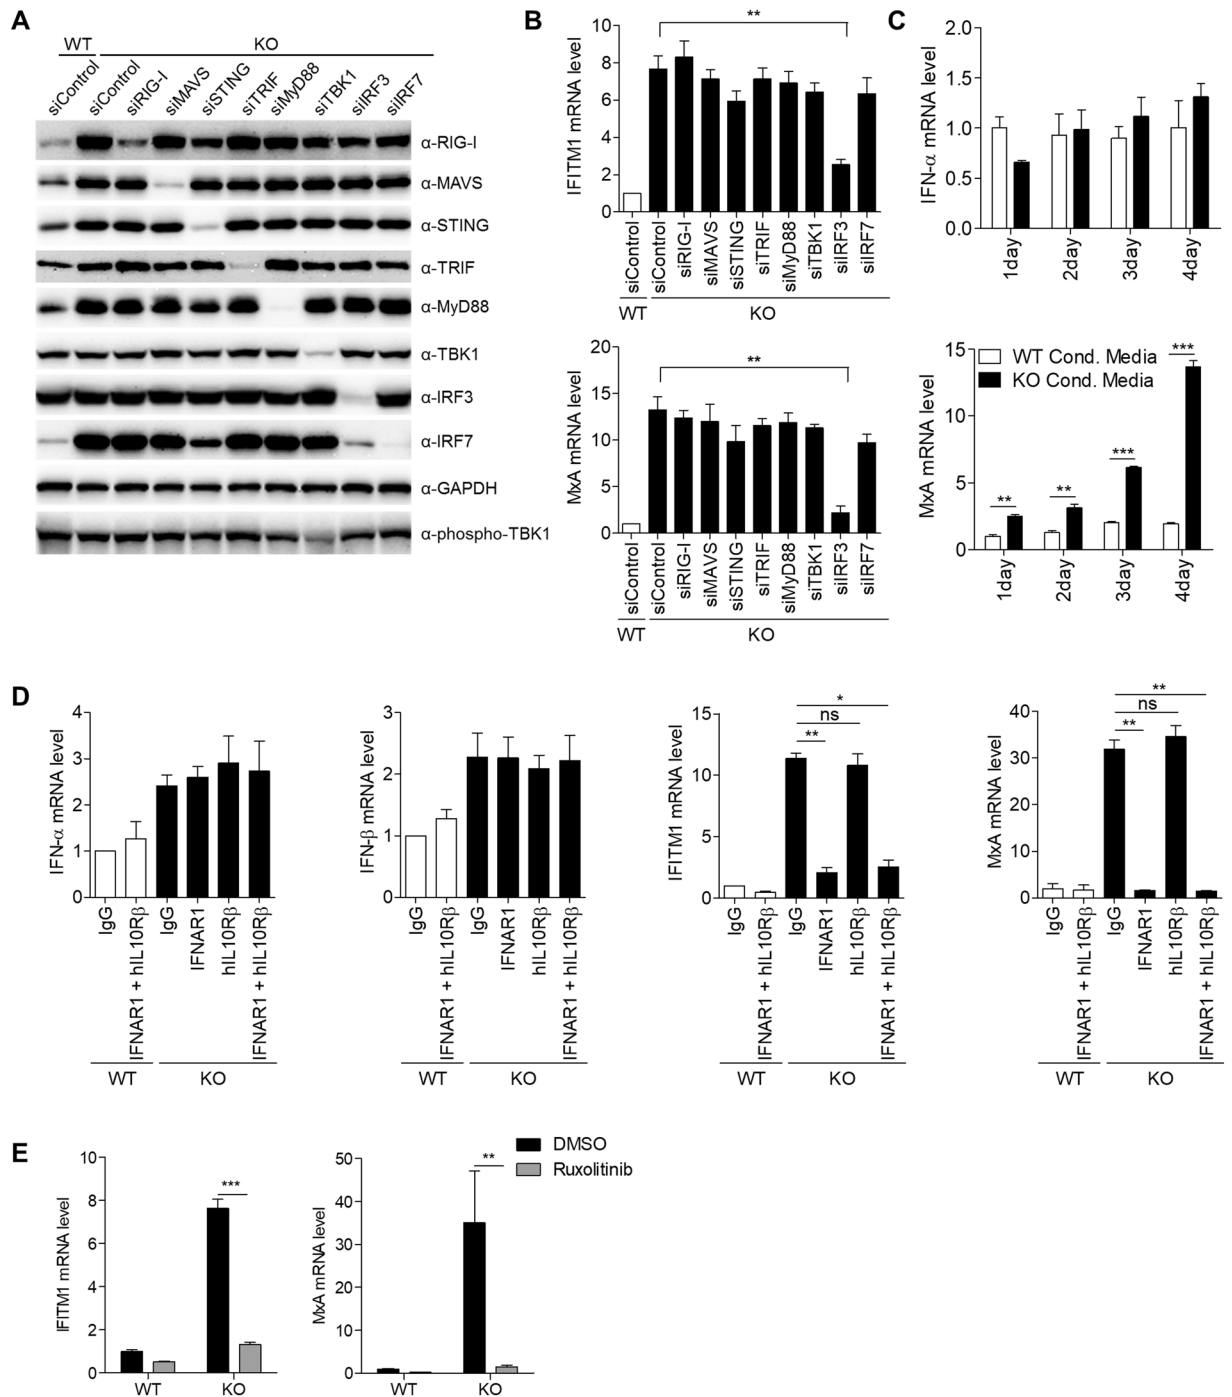 A
WT
KO
siControl
siControl
siRIG-I
siMAVS
siSTING
siTRIF
siMyD88
siTBK1
siIRF3
siIRF7
α-RIG-I
α-MAVS
α-STING
α-TRIF
α-MyD88
α-TBK1
α-IRF3
α-IRF7
α-GAPDH
α-phospho-TBK1
B
IFITM1 mRNA level
10
8
6
4
2
0
**
siControl
siControl
siRIG-I
siMAVS
siSTING
siTRIF
siMyD88
siTBK1
siIRF3
siIRF7
WT
KO
MxA mRNA level
20
15
10
5
0
**
siControl
siControl
siRIG-I
siMAVS
siSTING
siTRIF
siMyD88
siTBK1
siIRF3
siIRF7
WT
KO
C
IFN-α mRNA level
2.0
1.5
1.0
0.5
0.0
1day
2day
3day
4day
MxA mRNA level
15
10
5
0
WT Cond. Media
KO Cond. Media
**
**
***
***
1day
2day
3day
4day
D
IFN-α mRNA level
4
3
2
1
0
IgG
IFNAR1 + hIL10Rβ
IgG
IFNAR1
hIL10Rβ
IFNAR1 + hIL10Rβ
WT
KO
IFN-β mRNA level
3
2
1
0
IgG
IFNAR1 + hIL10Rβ
IgG
IFNAR1
hIL10Rβ
IFNAR1 + hIL10Rβ
WT
KO
IFITM1 mRNA level
15
10
5
0
*
ns
**
IgG
IFNAR1 + hIL10Rβ
IgG
IFNAR1
hIL10Rβ
IFNAR1 + hIL10Rβ
WT
KO
MxA mRNA level
40
30
20
10
0
**
ns
**
IgG
IFNAR1 + hIL10Rβ
IgG
IFNAR1
hIL10Rβ
IFNAR1 + hIL10Rβ
WT
KO
E
IFITM1 mRNA level
10
8
6
4
2
0
***
WT
KO
MxA mRNA level
50
40
30
20
10
0
**
WT
KO
DMSO
Ruxolitinib